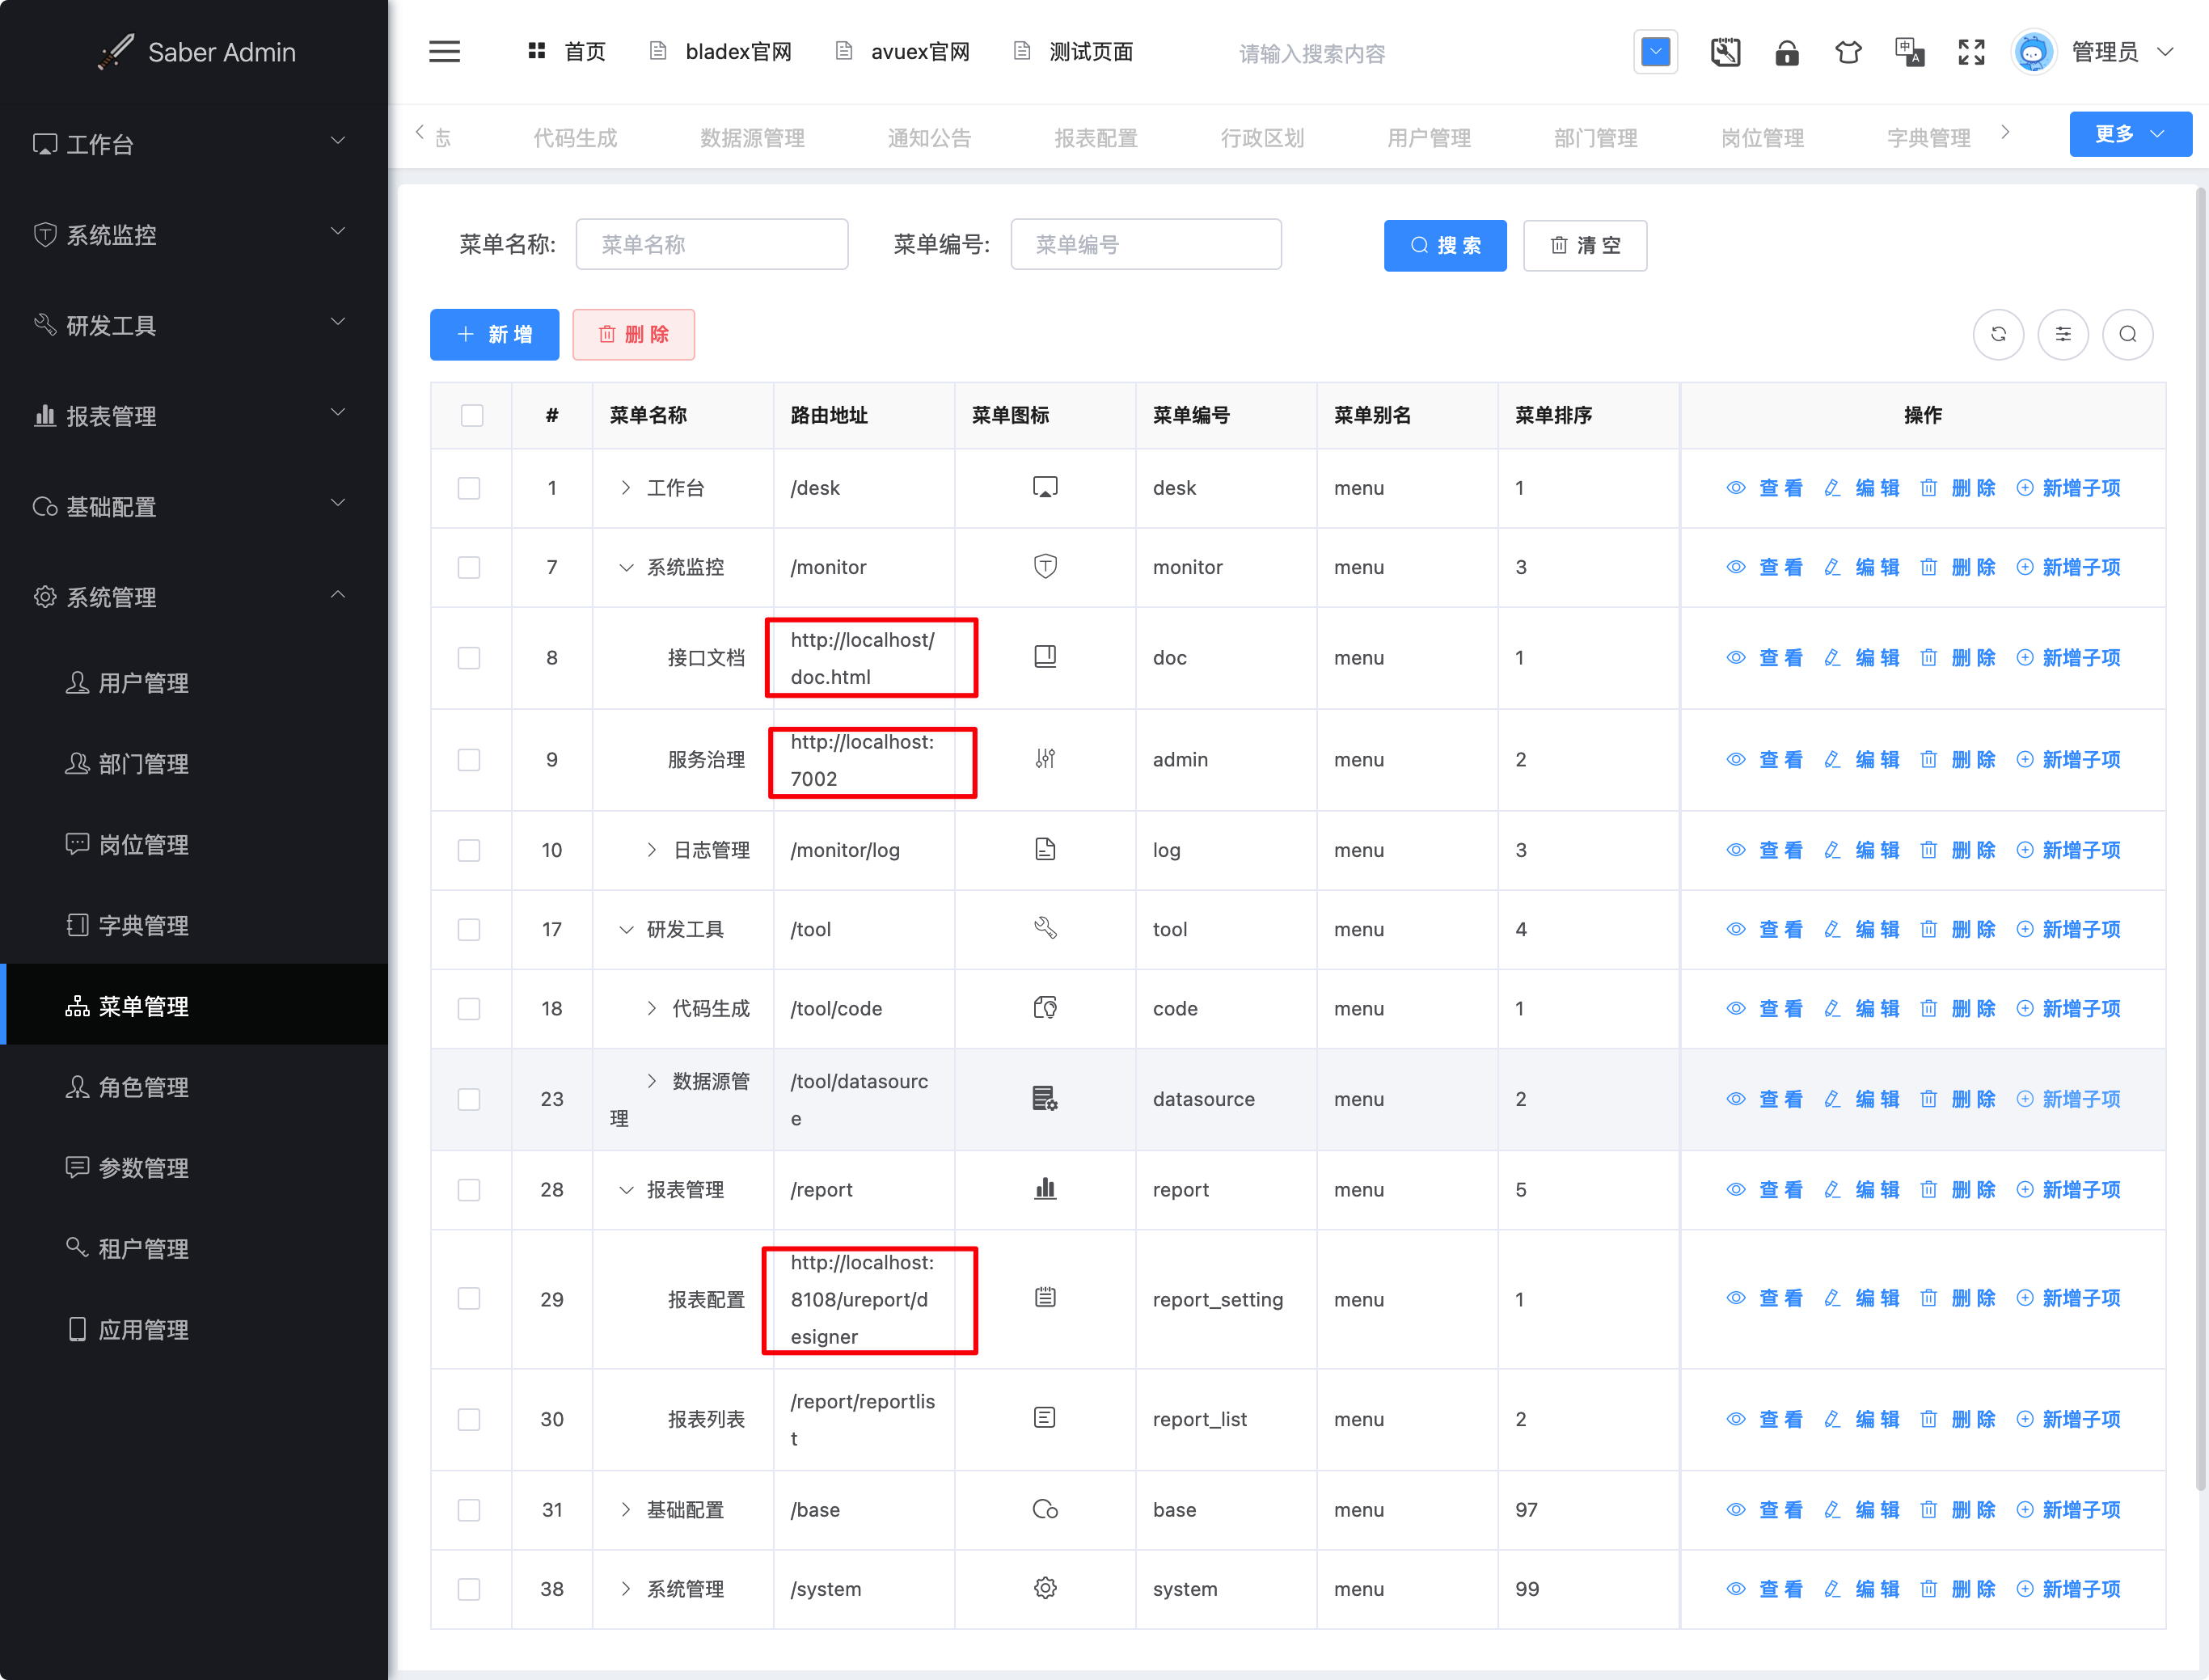 Saber Admin
首页
bladex官网
avuex官网
测试页面
请输入搜索内容
管理员
志
代码生成
数据源管理
通知公告
报表配置
行政区划
用户管理
部门管理
岗位管理
字典管理
更多
工作台
系统监控
研发工具
报表管理
基础配置
系统管理
用户管理
部门管理
岗位管理
字典管理
菜单管理
角色管理
参数管理
租户管理
应用管理
菜单名称:
菜单名称
菜单编号:
菜单编号
搜 索
清 空
新 增
删 除
# 菜单名称 路由地址 菜单图标 菜单编号 菜单别名 菜单排序 操作
1 工作台 /desk desk menu 1 查 看 编 辑 删 除 新增子项
7 系统监控 /monitor monitor menu 3 查 看 编 辑 删 除 新增子项
8 接口文档 http://localhost/
doc.html doc menu 1 查 看 编 辑 删 除 新增子项
9 服务治理 http://localhost:
7002 admin menu 2 查 看 编 辑 删 除 新增子项
10 日志管理 /monitor/log log menu 3 查 看 编 辑 删 除 新增子项
17 研发工具 /tool tool menu 4 查 看 编 辑 删 除 新增子项
18 代码生成 /tool/code code menu 1 查 看 编 辑 删 除 新增子项
23 数据源管
理 /tool/datasourc
e datasource menu 2 查 看 编 辑 删 除 新增子项
28 报表管理 /report report menu 5 查 看 编 辑 删 除 新增子项
29 报表配置 http://localhost:
8108/ureport/d
esigner report_setting menu 1 查 看 编 辑 删 除 新增子项
30 报表列表 /report/reportlis
t report_list menu 2 查 看 编 辑 删 除 新增子项
31 基础配置 /base base menu 97 查 看 编 辑 删 除 新增子项
38 系统管理 /system system menu 99 查 看 编 辑 删 除 新增子项